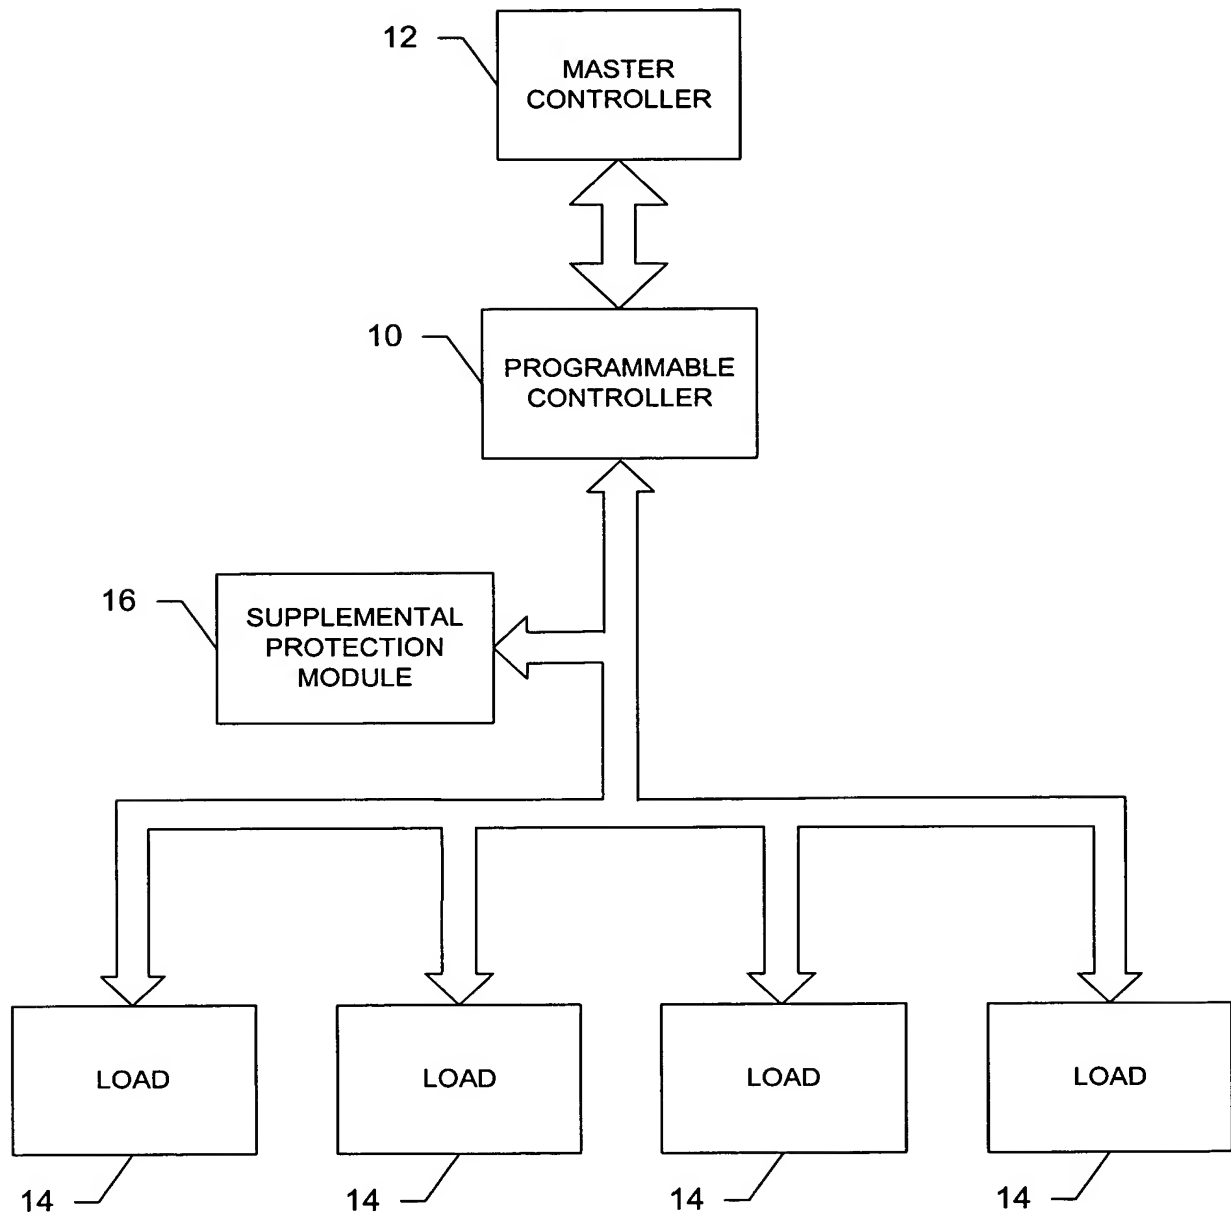 12
MASTER
CONTROLLER
10
PROGRAMMABLE
CONTROLLER
16
SUPPLEMENTAL
PROTECTION
MODULE
LOAD
LOAD
LOAD
LOAD
14
14
14
14